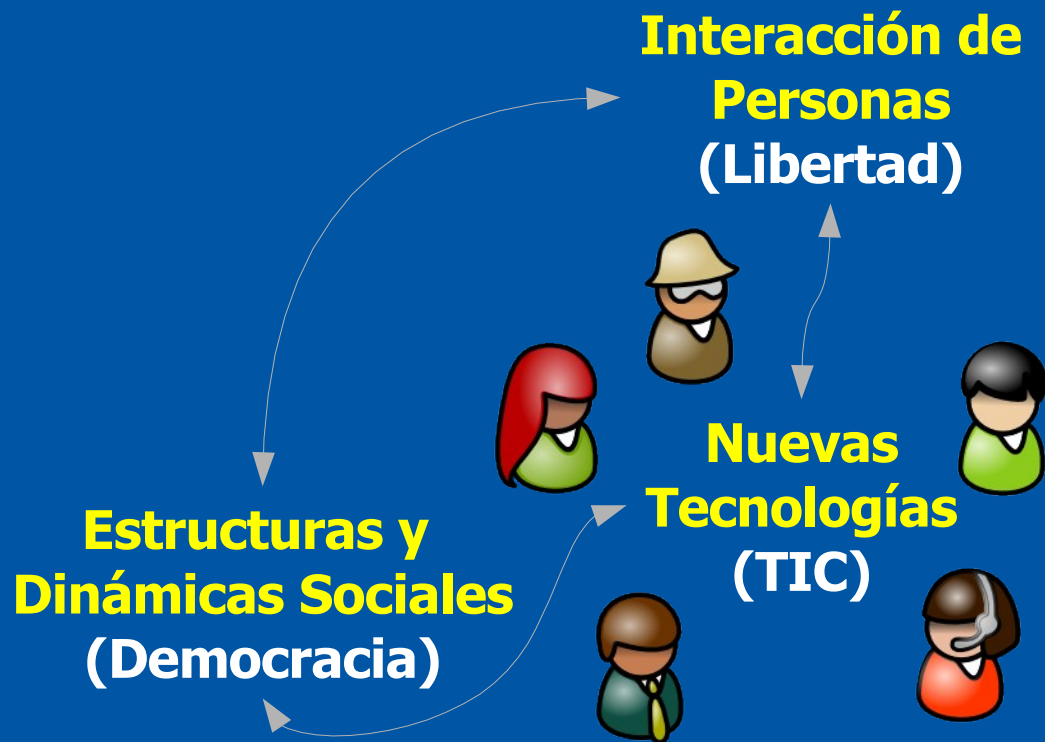 Interacción de
Personas
(Libertad)
Nuevas
Tecnologías
(TIC)
Estructuras y
Dinámicas Sociales
(Democracia)